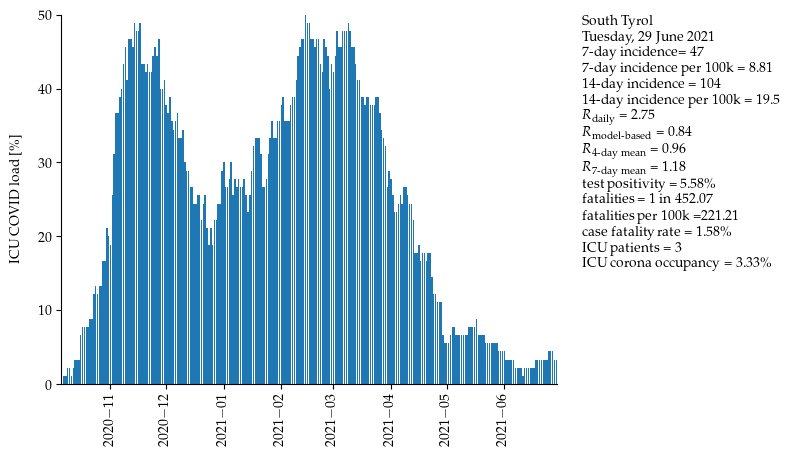 50
40
30
20
10
0
ICU COVID load [%]
2020−11
2020−12
2021−01
2021−02
2021−03
2021−04
2021−05
2021−06
South Tyrol
Tuesday, 29 June 2021
7-day incidence= 47
7-day incidence per 100k = 8.81
14-day incidence = 104
14-day incidence per 100k = 19.5
R_daily = 2.75
R_model-based = 0.84
R_4-day mean = 0.96
R_7-day mean = 1.18
test positivity = 5.58%
fatalities = 1 in 452.07
fatalities per 100k =221.21
case fatality rate = 1.58%
ICU patients = 3
ICU corona occupancy = 3.33%